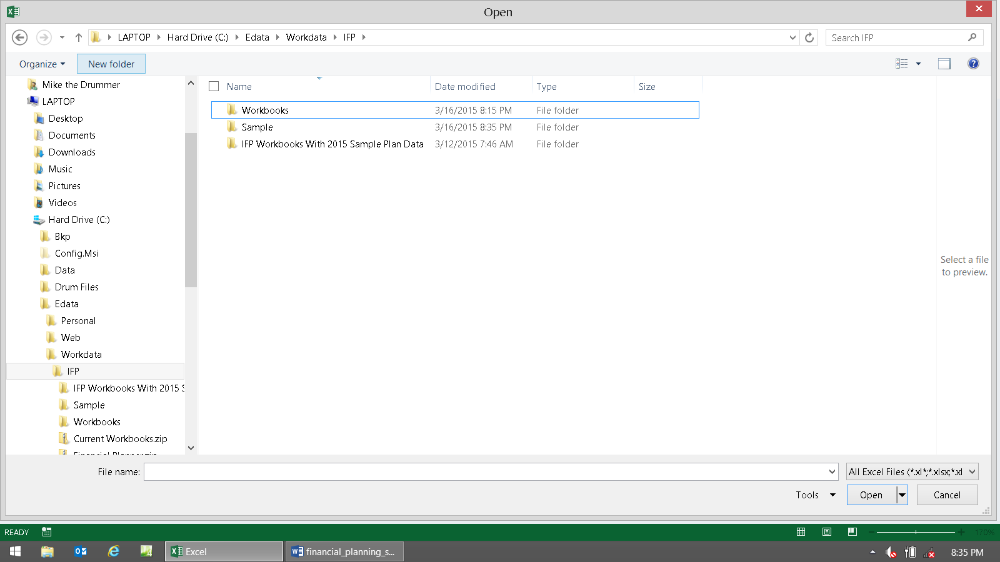 Open
LAPTOP Hard Drive (C:) Edata Workdata IFP
Search IFP
Organize New folder
Name Date modified Type Size
Mike the Drummer
LAPTOP
Desktop
Documents
Downloads
Music
Pictures
Videos
Hard Drive (C:)
Bkp
Config.Msi
Data
Drum Files
Edata
Personal
Web
Workdata
IFP
IFP Workbooks With 2015 S
Sample
Workbooks
Current Workbooks.zip
Financial Planner.zip
Workbooks 3/16/2015 8:15 PM File folder
Sample 3/16/2015 8:35 PM File folder
IFP Workbooks With 2015 Sample Plan Data 3/12/2015 7:46 AM File folder
Select a file
to preview.
File name:
All Excel Files (*.xl*;*.xlsx;*.xl
Tools Open Cancel
READY
170%
Excel
financial_planning_s...
8:35 PM